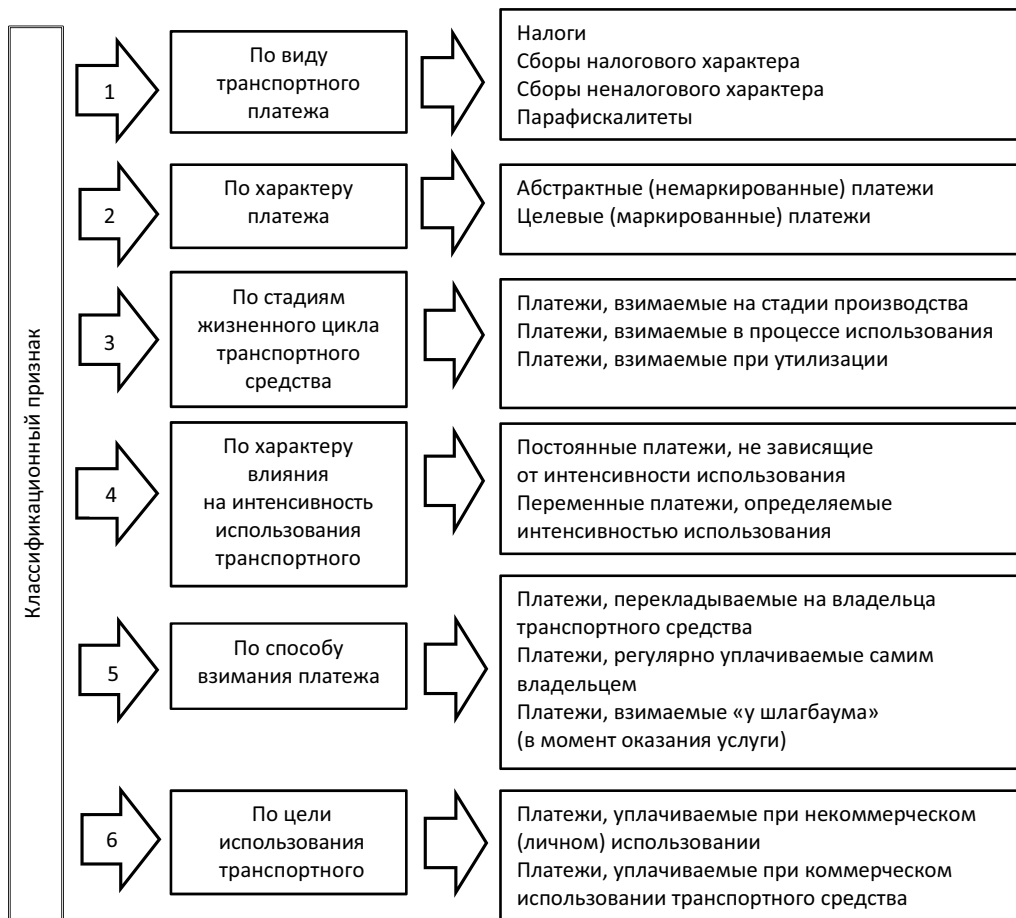 Классификационный признак
1
По виду
транспортного
платежа
Налоги
Сборы налогового характера
Сборы неналогового характера
Парафискалитеты
2
По характеру
платежа
Абстрактные (немаркированные) платежи
Целевые (маркированные) платежи
3
По стадиям
жизненного цикла
транспортного
средства
Платежи, взимаемые на стадии производства
Платежи, взимаемые в процессе использования
Платежи, взимаемые при утилизации
4
По характеру
влияния
на интенсивность
использования
транспортного
Постоянные платежи, не зависящие
от интенсивности использования
Переменные платежи, определяемые
интенсивностью использования
5
По способу
взимания платежа
Платежи, перекладываемые на владельца
транспортного средства
Платежи, регулярно уплачиваемые самим
владельцем
Платежи, взимаемые «у шлагбаума»
(в момент оказания услуги)
6
По цели
использования
транспортного
Платежи, уплачиваемые при некоммерческом
(личном) использовании
Платежи, уплачиваемые при коммерческом
использовании транспортного средства